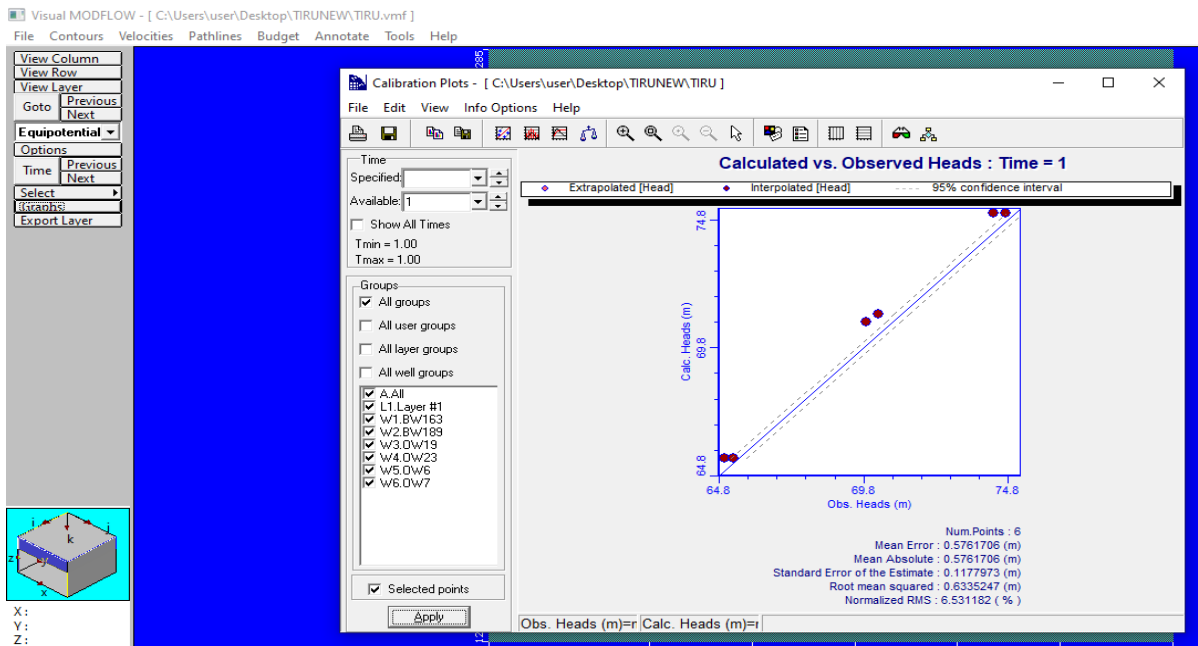 Visual MODFLOW - [ C:\Users\user\Desktop\TIRUNEW\TIRU.vmf ]
File Contours Velocities Pathlines Budget Annotate Tools Help
View Column
View Row
View Layer
Goto Previous
Next
Equipotential
Options
Time Previous
Next
Select
Graphs
Export Layer
285
Calibration Plots - [ C:\Users\user\Desktop\TIRUNEW\TIRU ]
File Edit View Info Options Help
Time
Specified:
Available: 1
Show All Times
Tmin = 1.00
Tmax = 1.00
Groups
All groups
All user groups
All layer groups
All well groups
A.All
L1.Layer #1
W1.BW163
W2.BW189
W3.OW19
W4.OW23
W5.OW6
W6.OW7
Selected points
Apply
Calculated vs. Observed Heads : Time = 1
Extrapolated [Head] Interpolated [Head] 95% confidence interval
74.8
69.8
64.8
Calc. Heads (m)
64.8 69.8 74.8
Obs. Heads (m)
Num.Points : 6
Mean Error : 0.5761706 (m)
Mean Absolute : 0.5761706 (m)
Standard Error of the Estimate : 0.1177973 (m)
Root mean squared : 0.6335247 (m)
Normalized RMS : 6.531182 ( % )
Obs. Heads (m)=r Calc. Heads (m)=r
i j
k
z y
x
X :
Y :
Z :